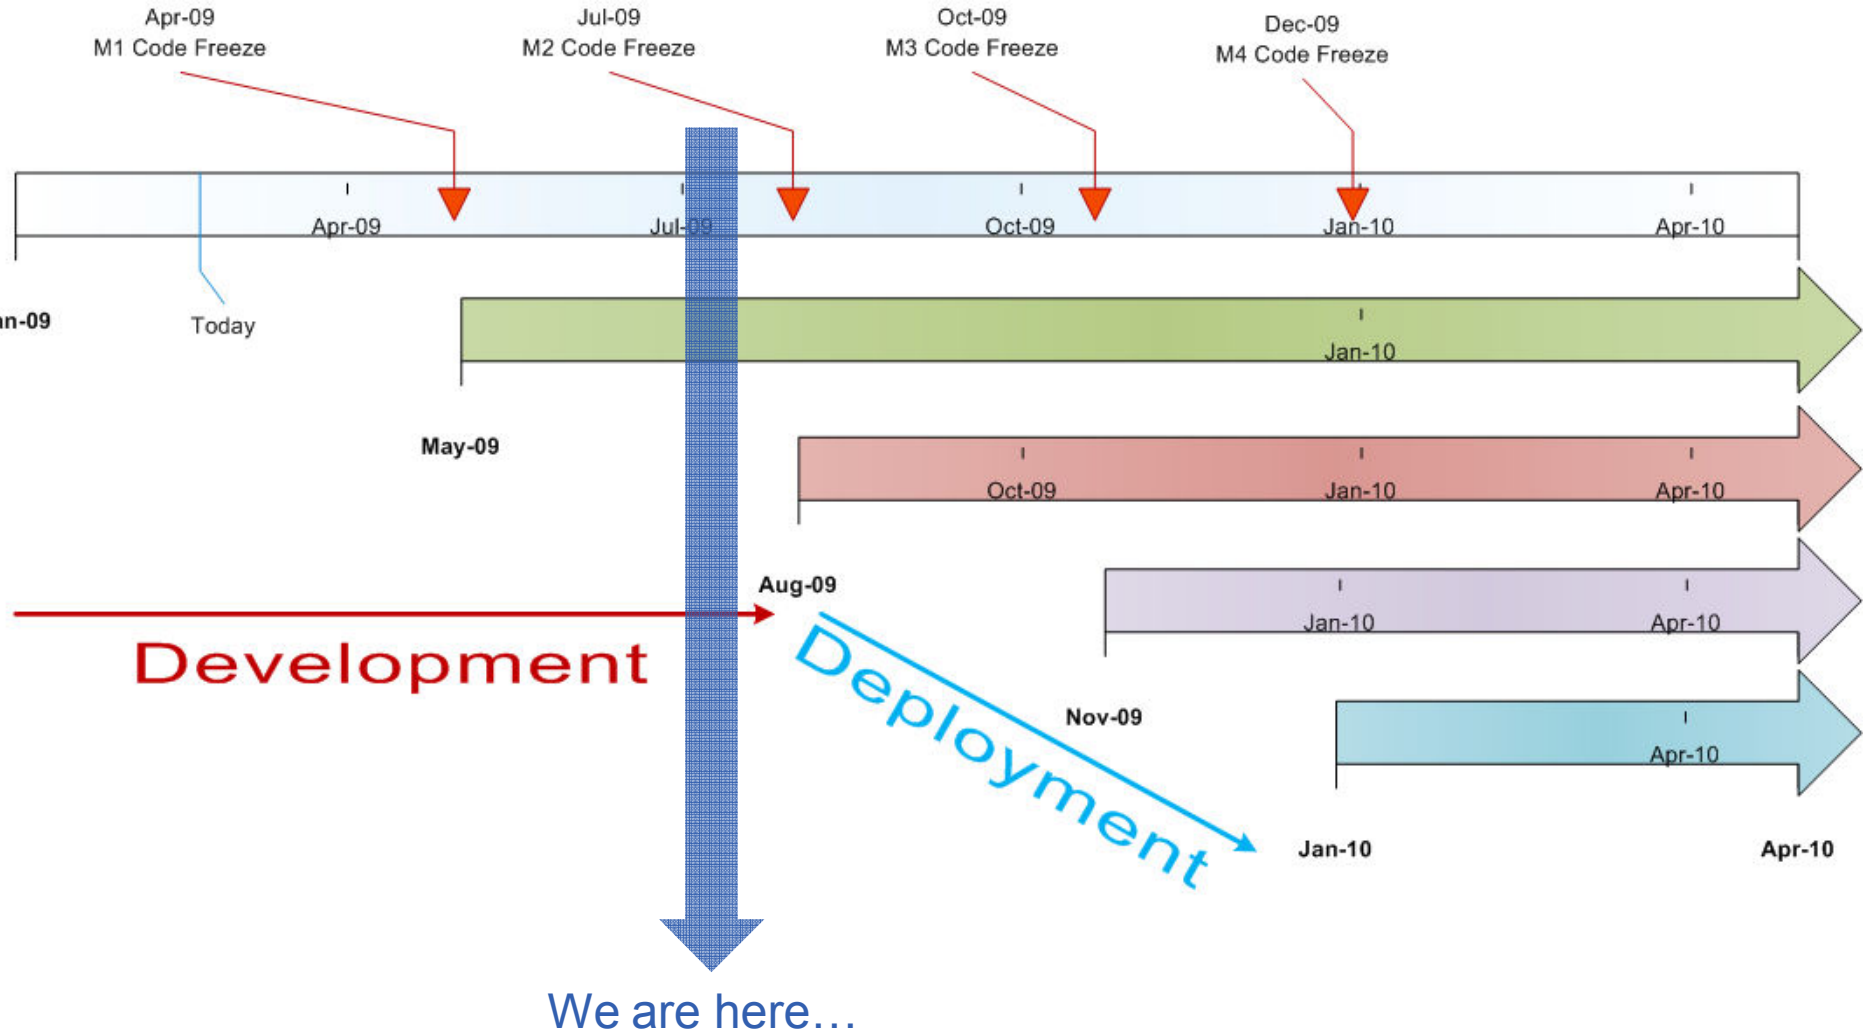 Apr-09
M1 Code Freeze
Jul-09
M2 Code Freeze
Oct-09
M3 Code Freeze
Dec-09
M4 Code Freeze
Apr-09
Jul-09
Oct-09
Jan-10
Apr-10
an-09
Today
Jan-10
May-09
Oct-09
Jan-10
Apr-10
Aug-09
Jan-10
Apr-10
Development
Deployment
Nov-09
Apr-10
Jan-10
Apr-10
We are here...